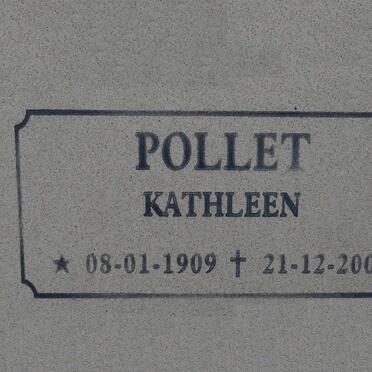 POLLET
KATHLEEN
★ 08-01-1909 ✝ 21-12-200